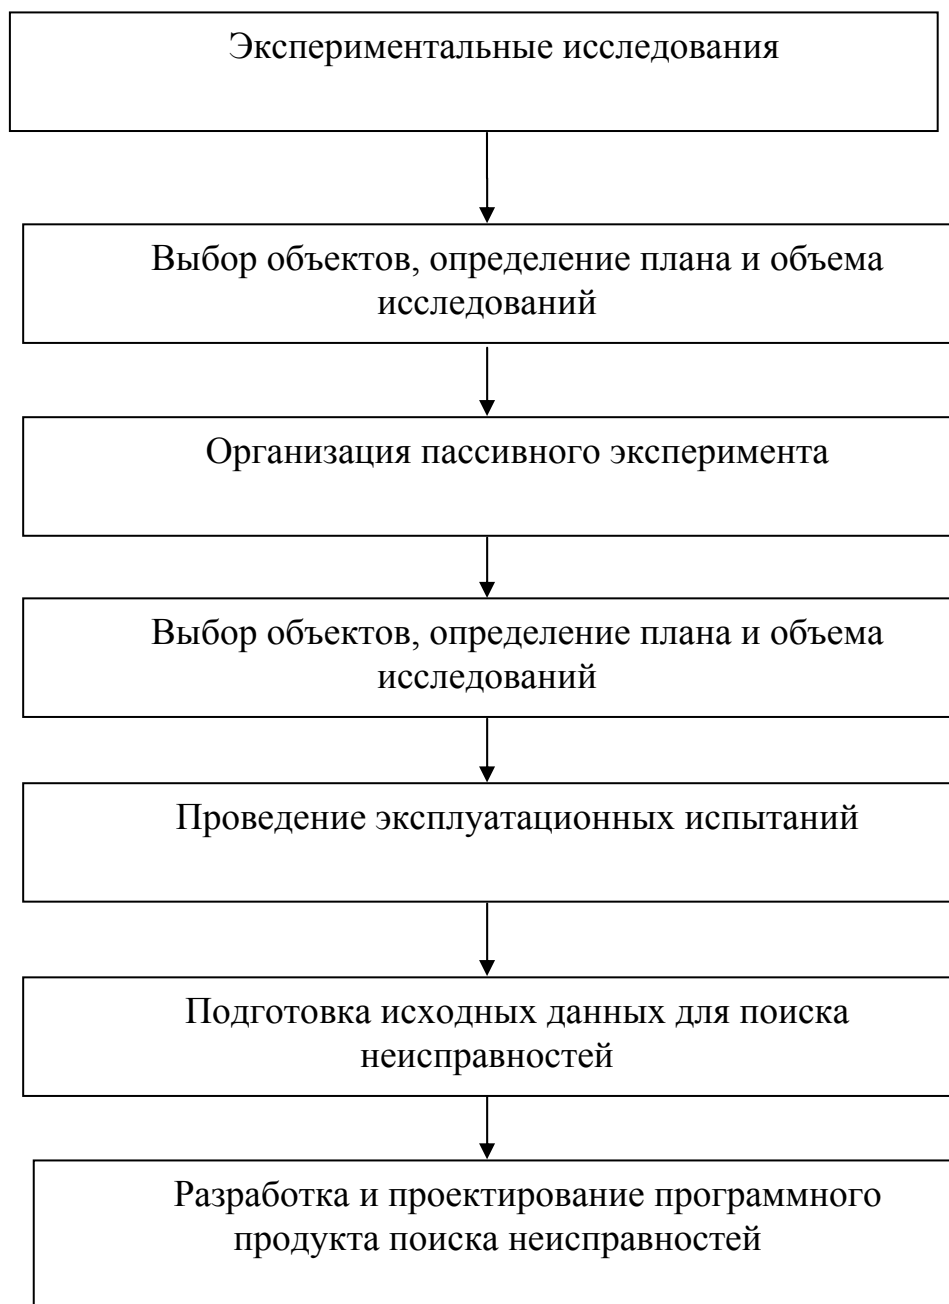 Экспериментальные исследования
Выбор объектов, определение плана и объема
исследований
Организация пассивного эксперимента
Выбор объектов, определение плана и объема
исследований
Проведение эксплуатационных испытаний
Подготовка исходных данных для поиска
неисправностей
Разработка и проектирование программного
продукта поиска неисправностей